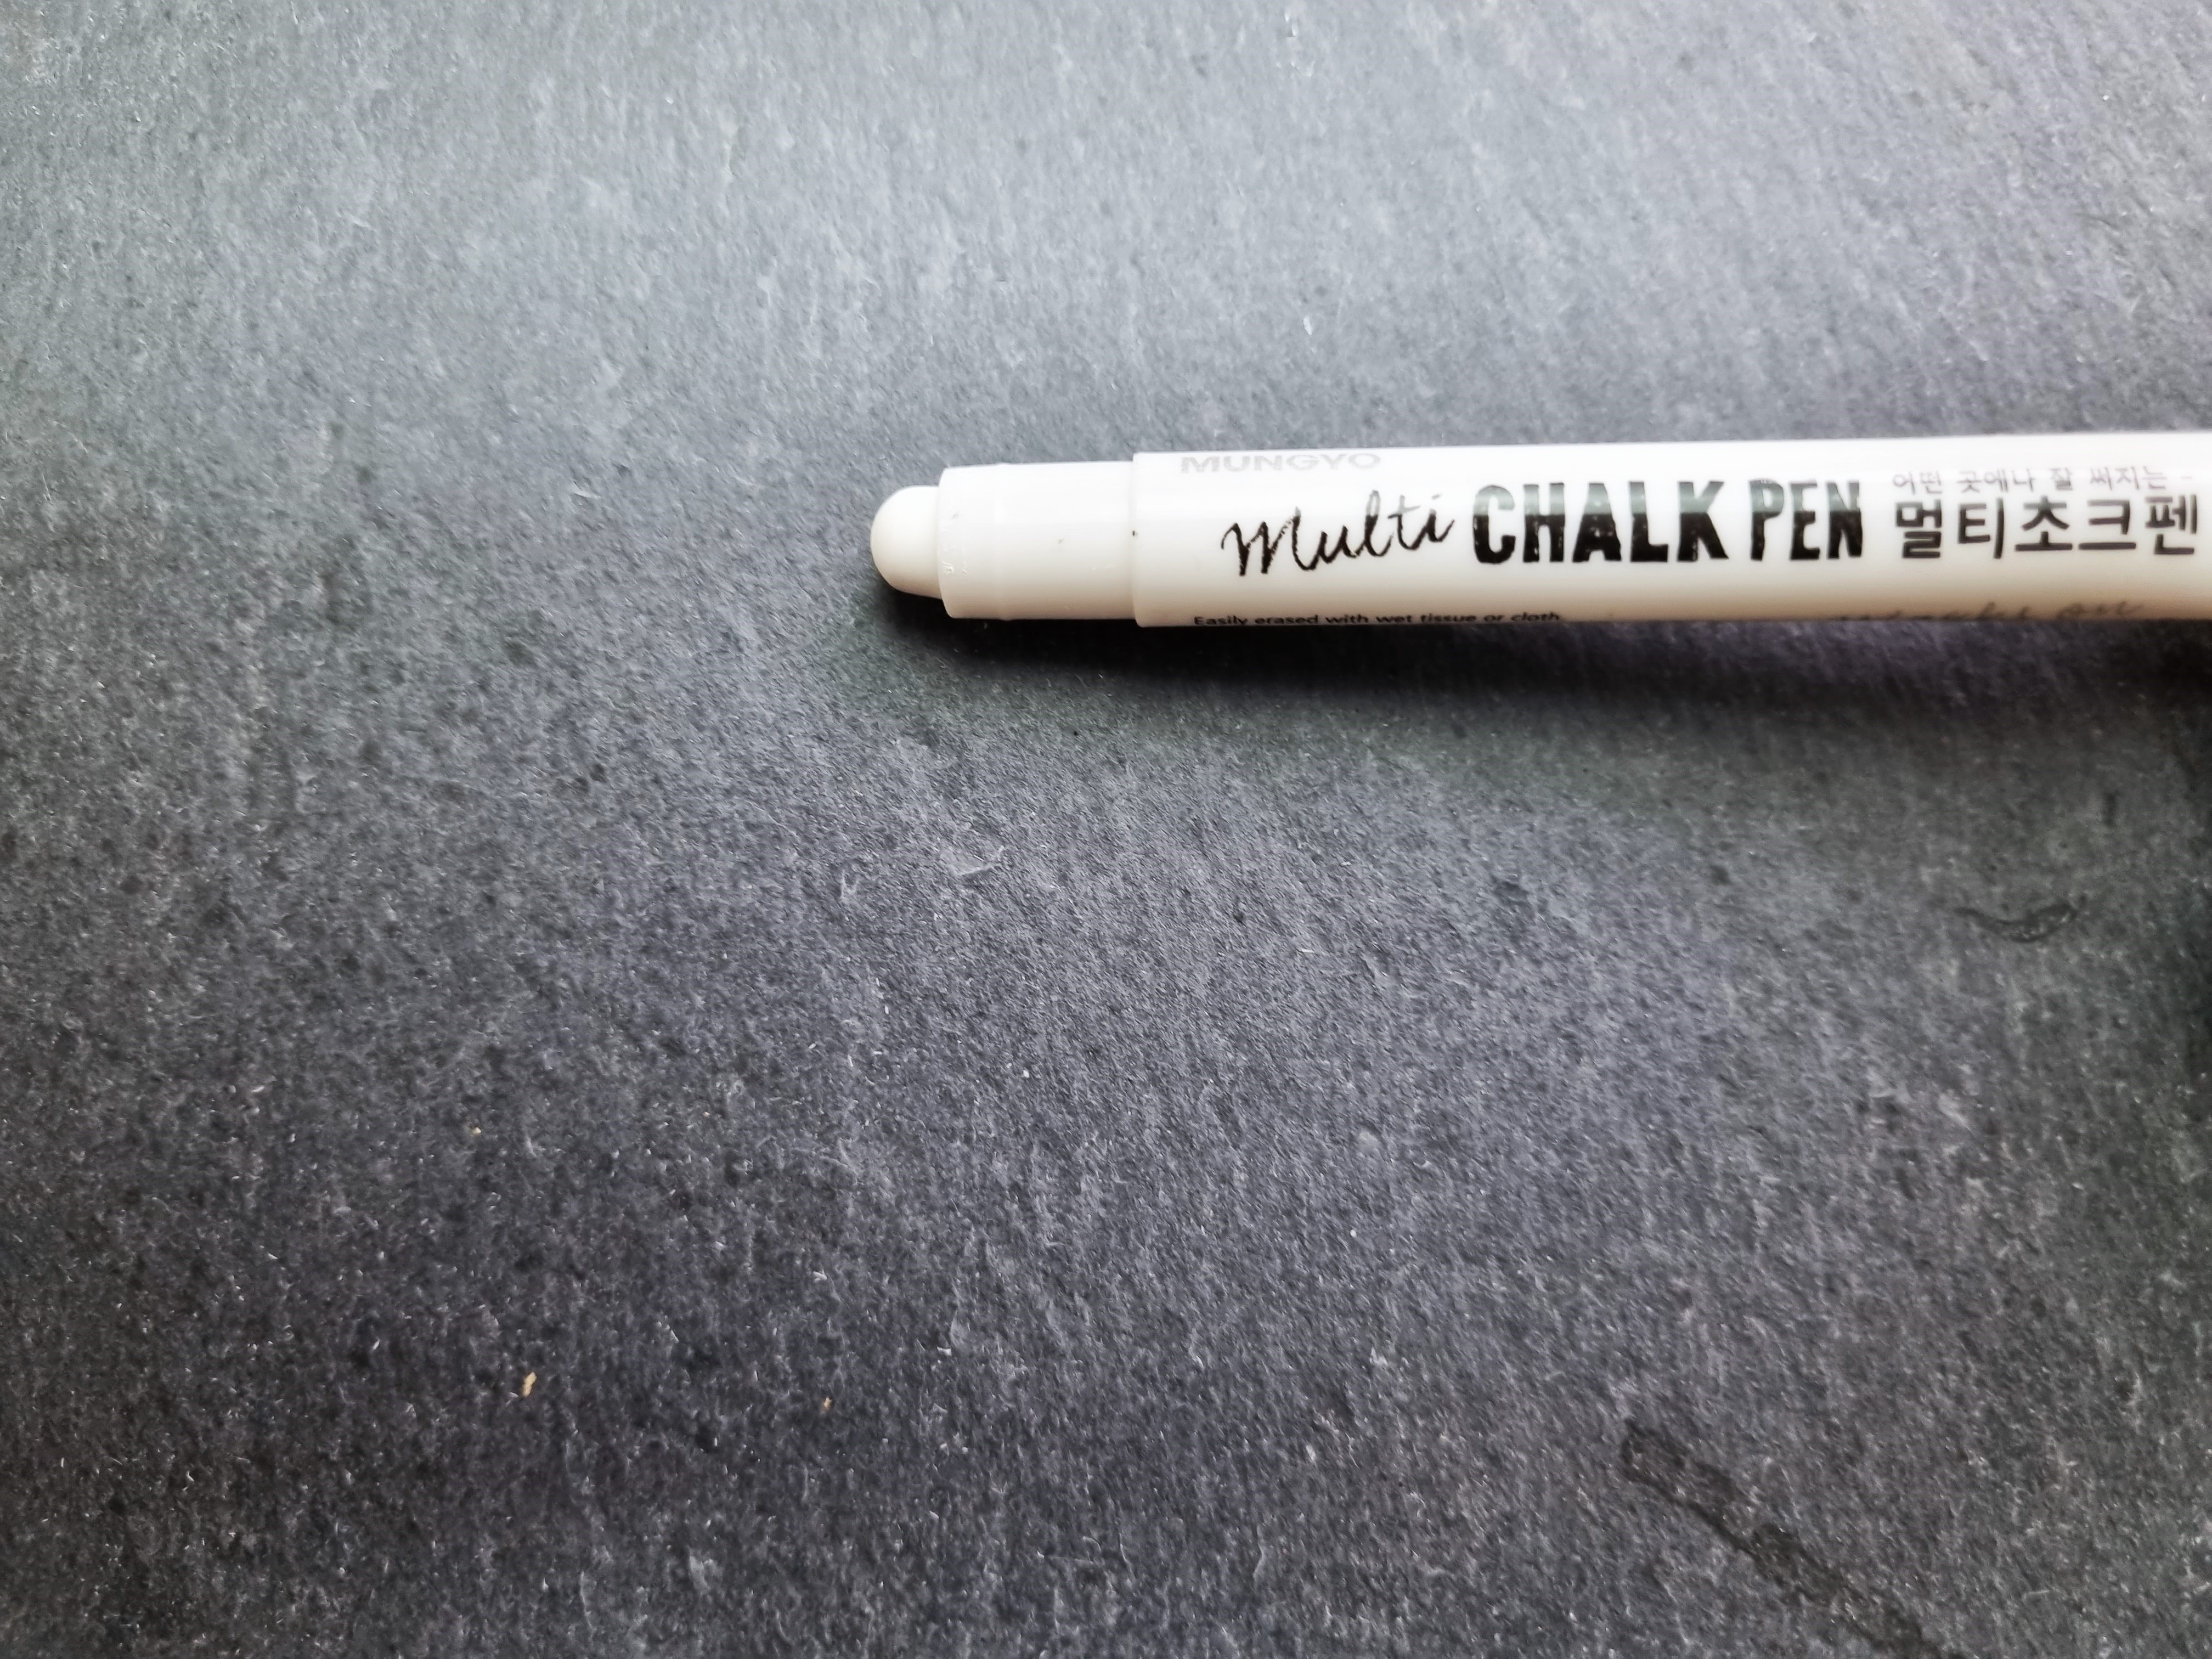 MUNGYO
Multi CHALK PEN
어떤 곳에나 잘 써지는
멀티초크펜
Easily erased with wet tissue or cloth